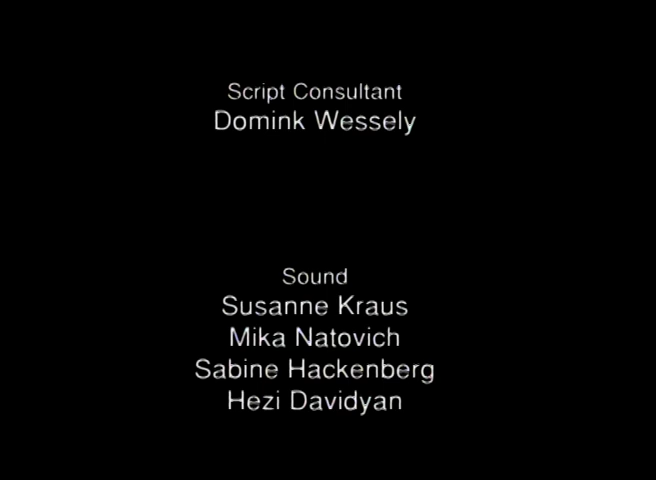 Script Consultant
Domink Wessely
Sound
Susanne Kraus
Mika Natovich
Sabine Hackenberg
Hezi Davidyan